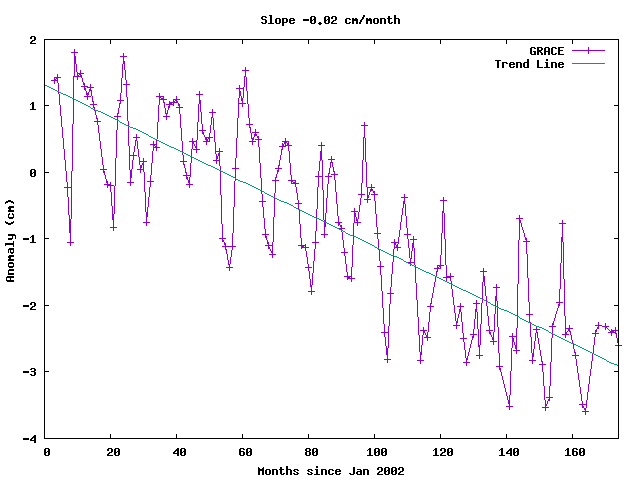 Slope -0.02 cm/month
GRACE
Trend Line
2
1
0
-1
-2
-3
-4
Anomaly (cm)
0 20 40 60 80 100 120 140 160
Months since Jan 2002